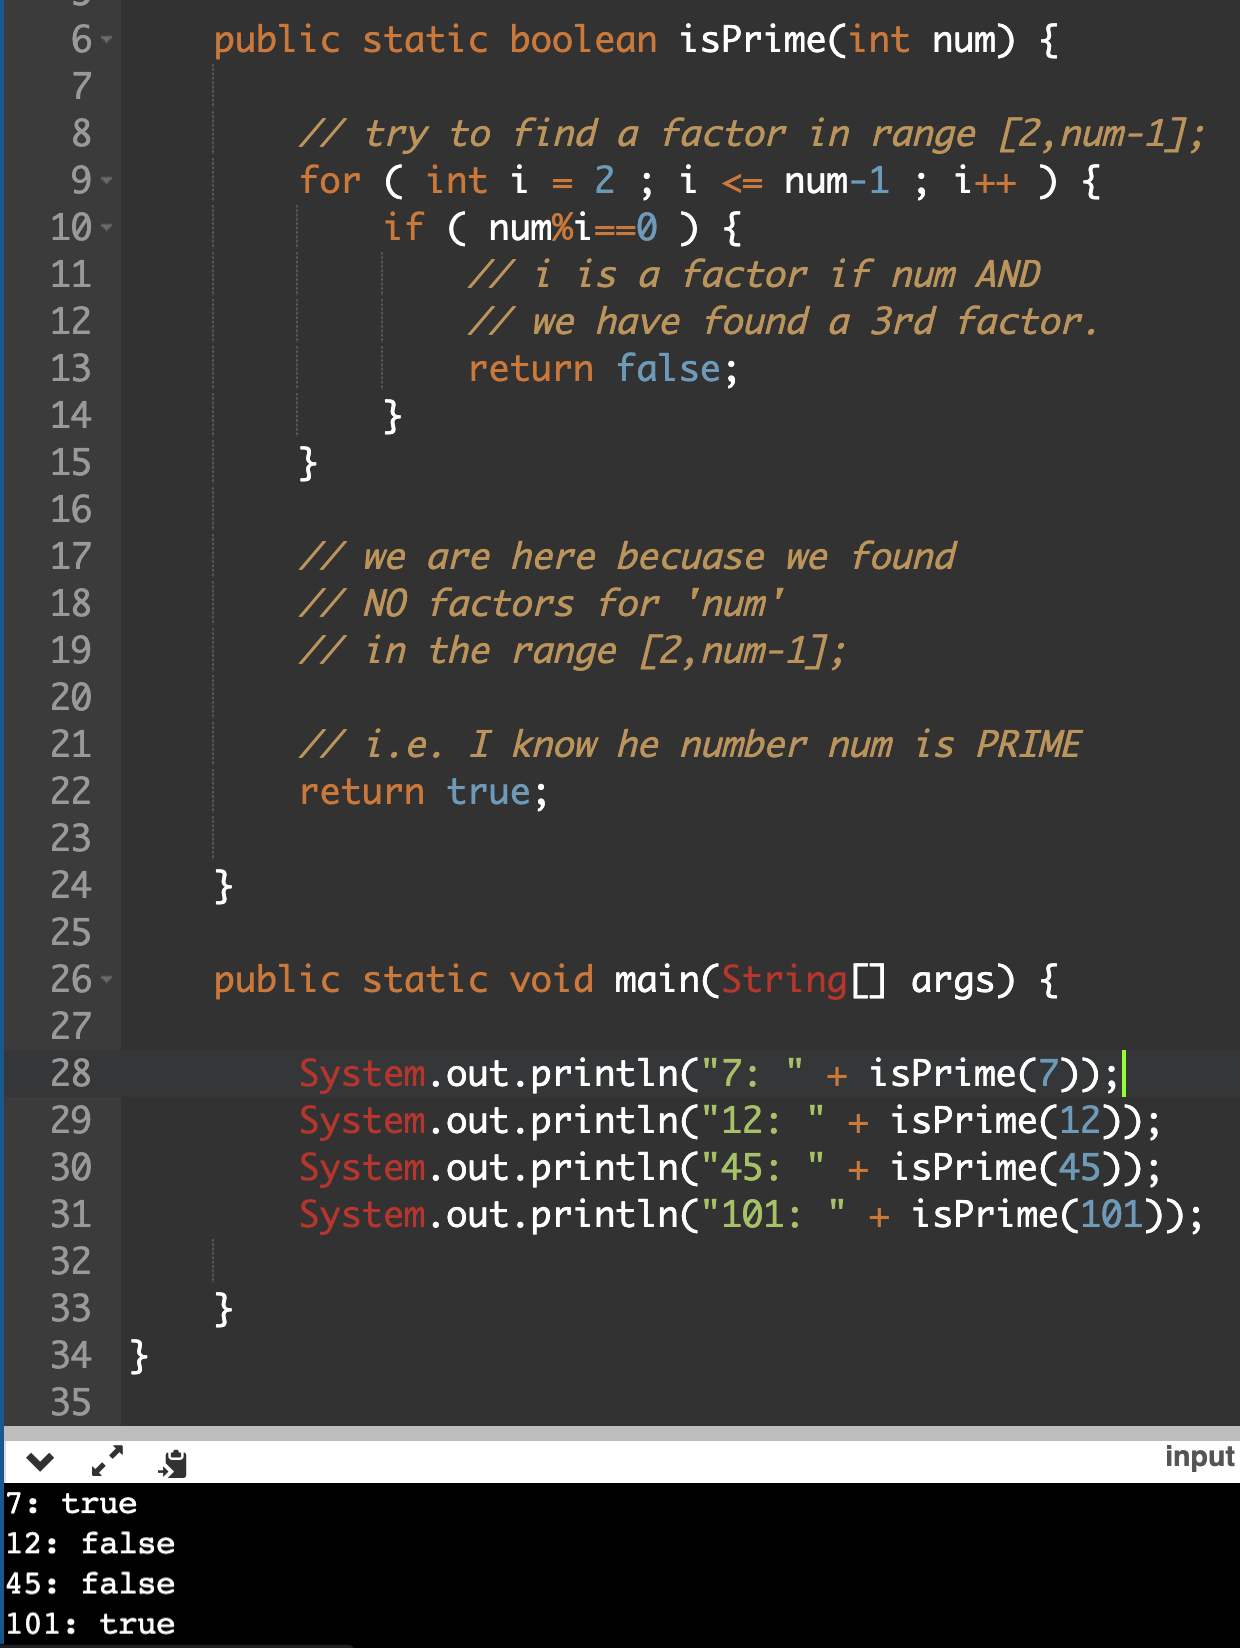 6 public static boolean isPrime(int num) {
7
8 // try to find a factor in range [2,num-1];
9 for ( int i = 2 ; i <= num-1 ; i++ ) {
10 if ( num%i==0 ) {
11 // i is a factor if num AND
12 // we have found a 3rd factor.
13 return false;
14 }
15 }
16
17 // we are here becuase we found
18 // NO factors for 'num'
19 // in the range [2,num-1];
20
21 // i.e. I know he number num is PRIME
22 return true;
23
24 }
25
26 public static void main(String[] args) {
27
28 System.out.println("7: " + isPrime(7));
29 System.out.println("12: " + isPrime(12));
30 System.out.println("45: " + isPrime(45));
31 System.out.println("101: " + isPrime(101));
32
33 }
34 }
35
input
7: true
12: false
45: false
101: true